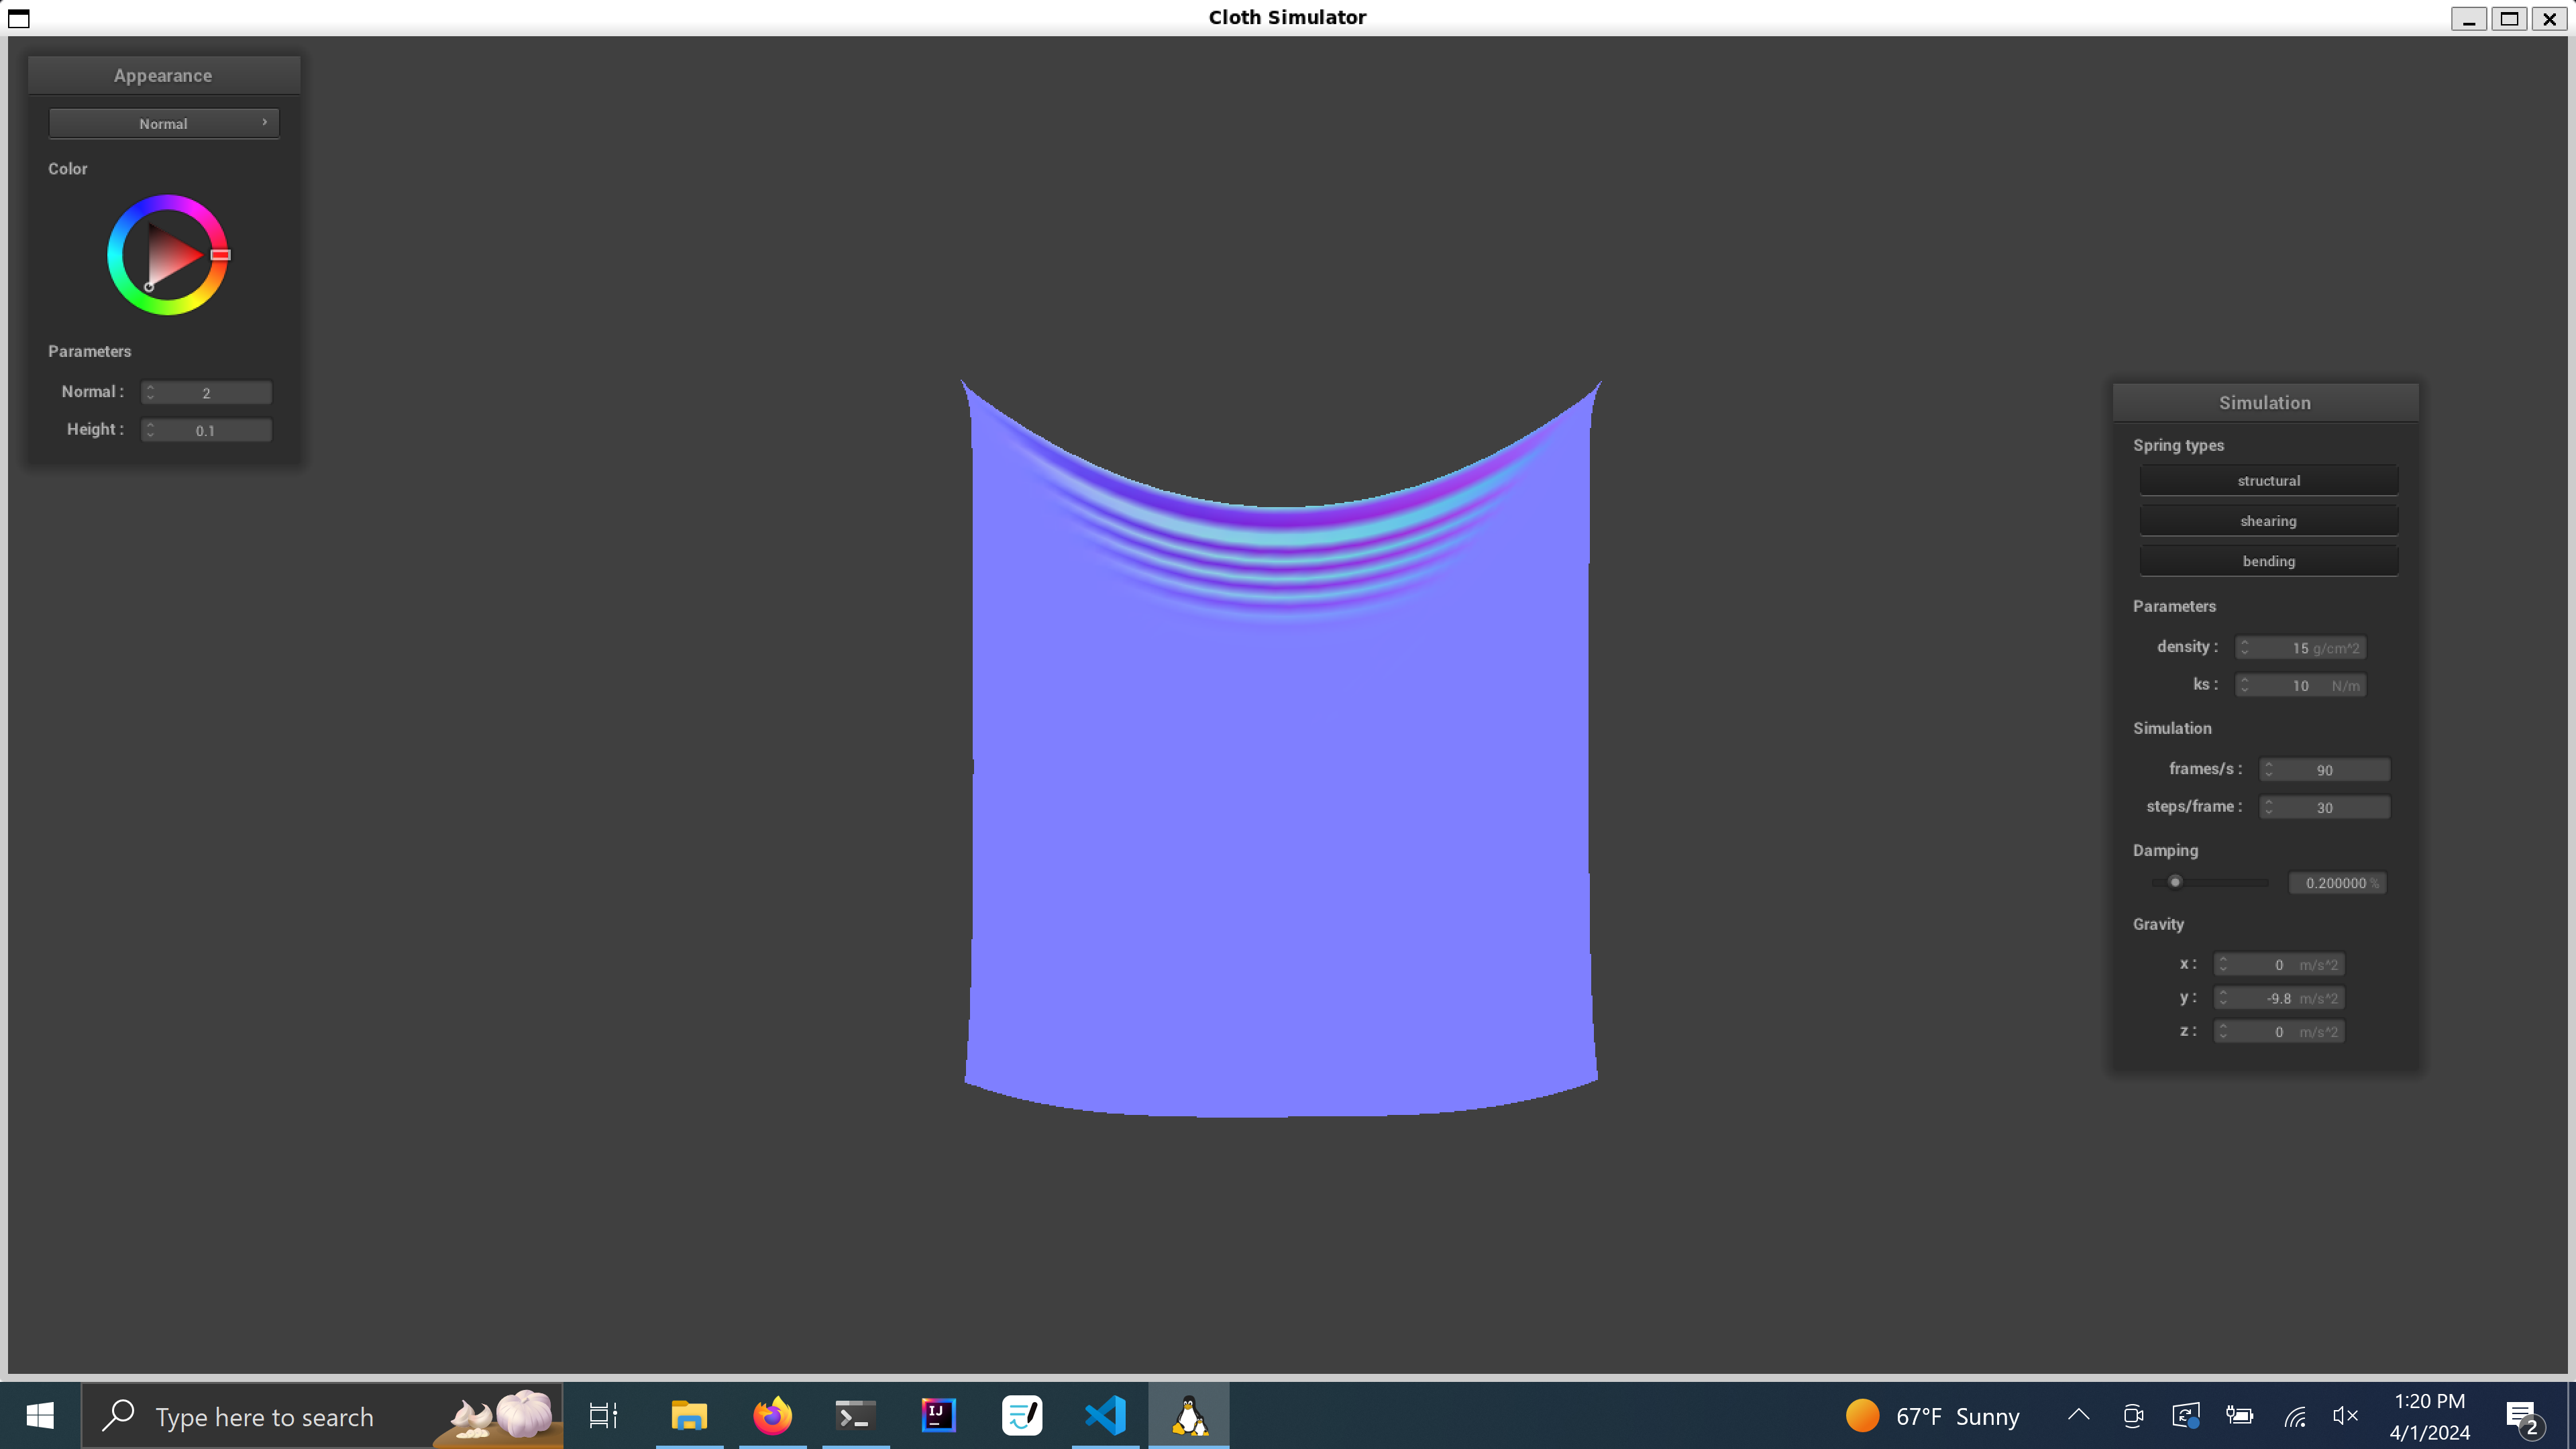 Cloth Simulator
Appearance
Normal
Color
Parameters
Normal : 2
Height : 0.1
Simulation
Spring types
structural
shearing
bending
Parameters
density : 15 g/cm^2
ks : 10 N/m
Simulation
frames/s : 90
steps/frame : 30
Damping
0.200000 %
Gravity
x : 0 m/s^2
y : -9.8 m/s^2
z : 0 m/s^2
Type here to search
IJ
67°F Sunny
1:20 PM
4/1/2024
2